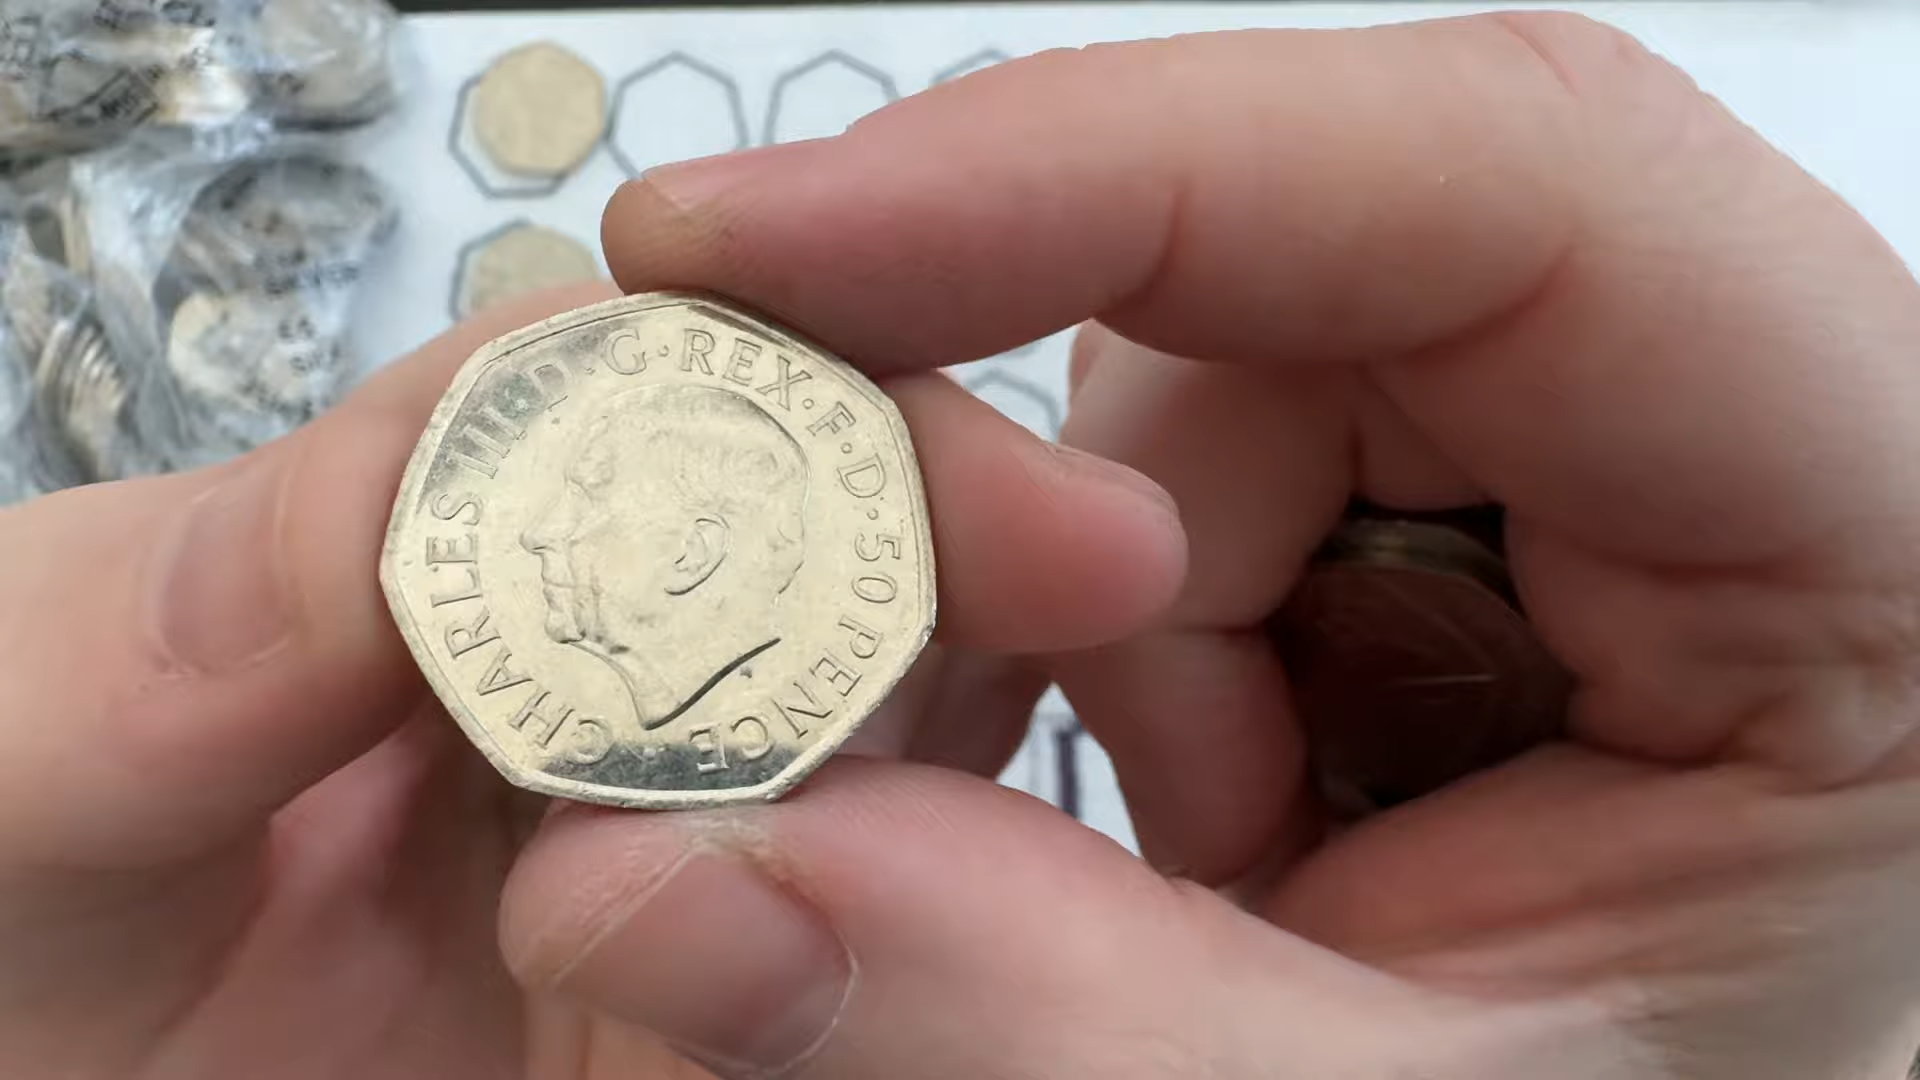 CHARLES III · D · G · REX · F · D · 50 PENCE ·